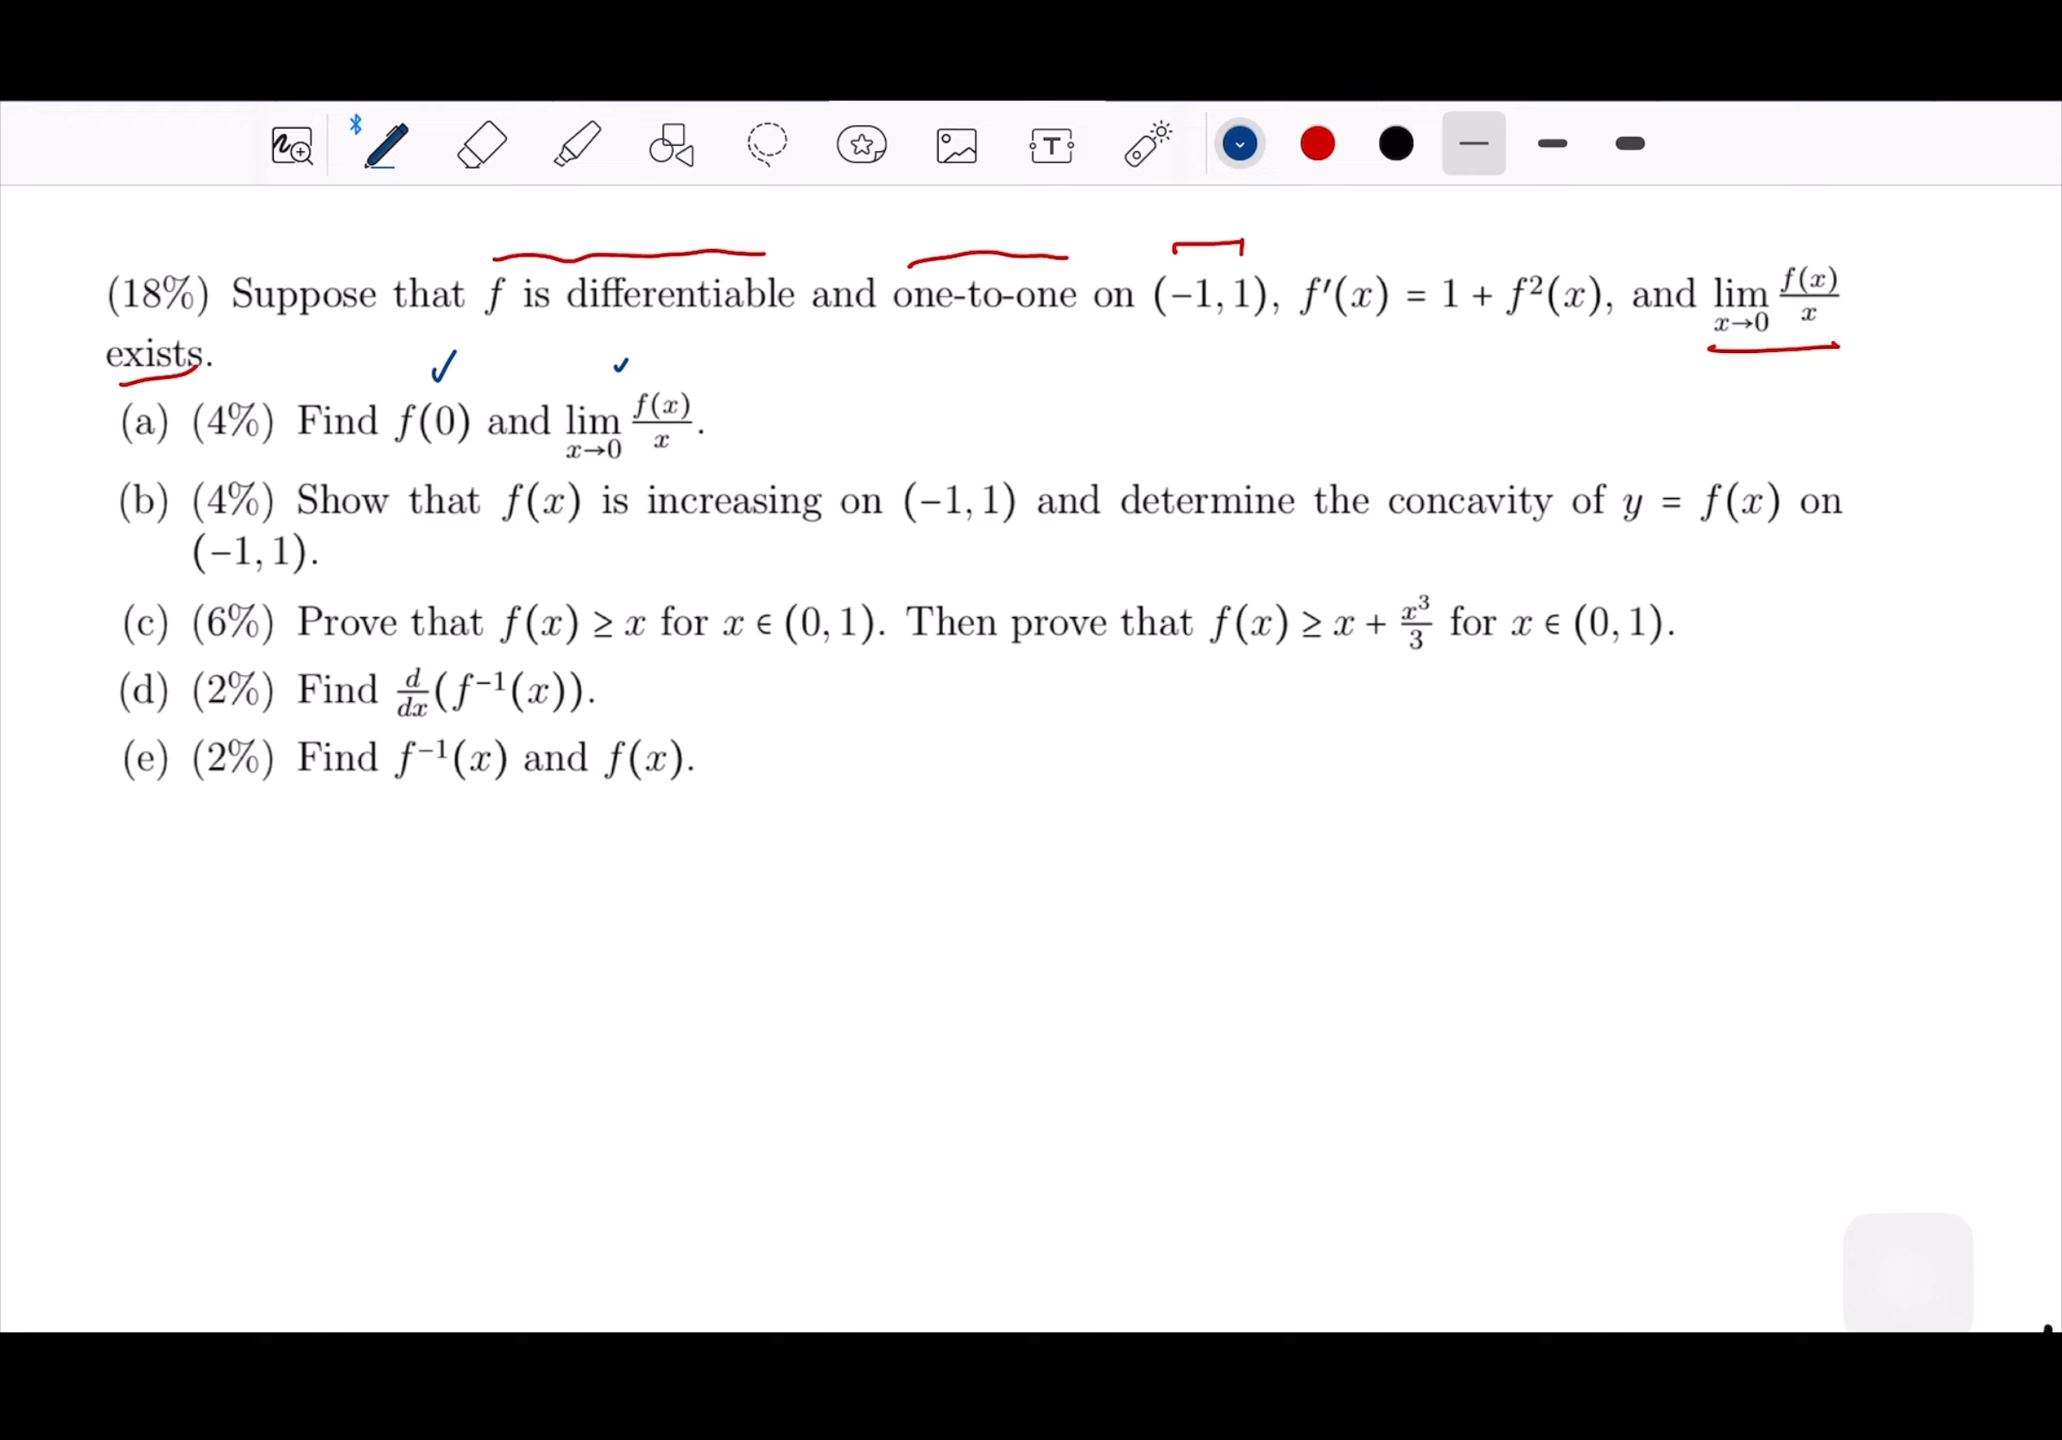 (18%) Suppose that f is differentiable and one-to-one on (−1, 1), f′(x) = 1 + f²(x), and lim_{x→0} f(x)/x
exists.
(a) (4%) Find f(0) and lim_{x→0} f(x)/x.
(b) (4%) Show that f(x) is increasing on (−1, 1) and determine the concavity of y = f(x) on
(−1, 1).
(c) (6%) Prove that f(x) ≥ x for x ∈ (0, 1). Then prove that f(x) ≥ x + x³/3 for x ∈ (0, 1).
(d) (2%) Find d/dx (f⁻¹(x)).
(e) (2%) Find f⁻¹(x) and f(x).